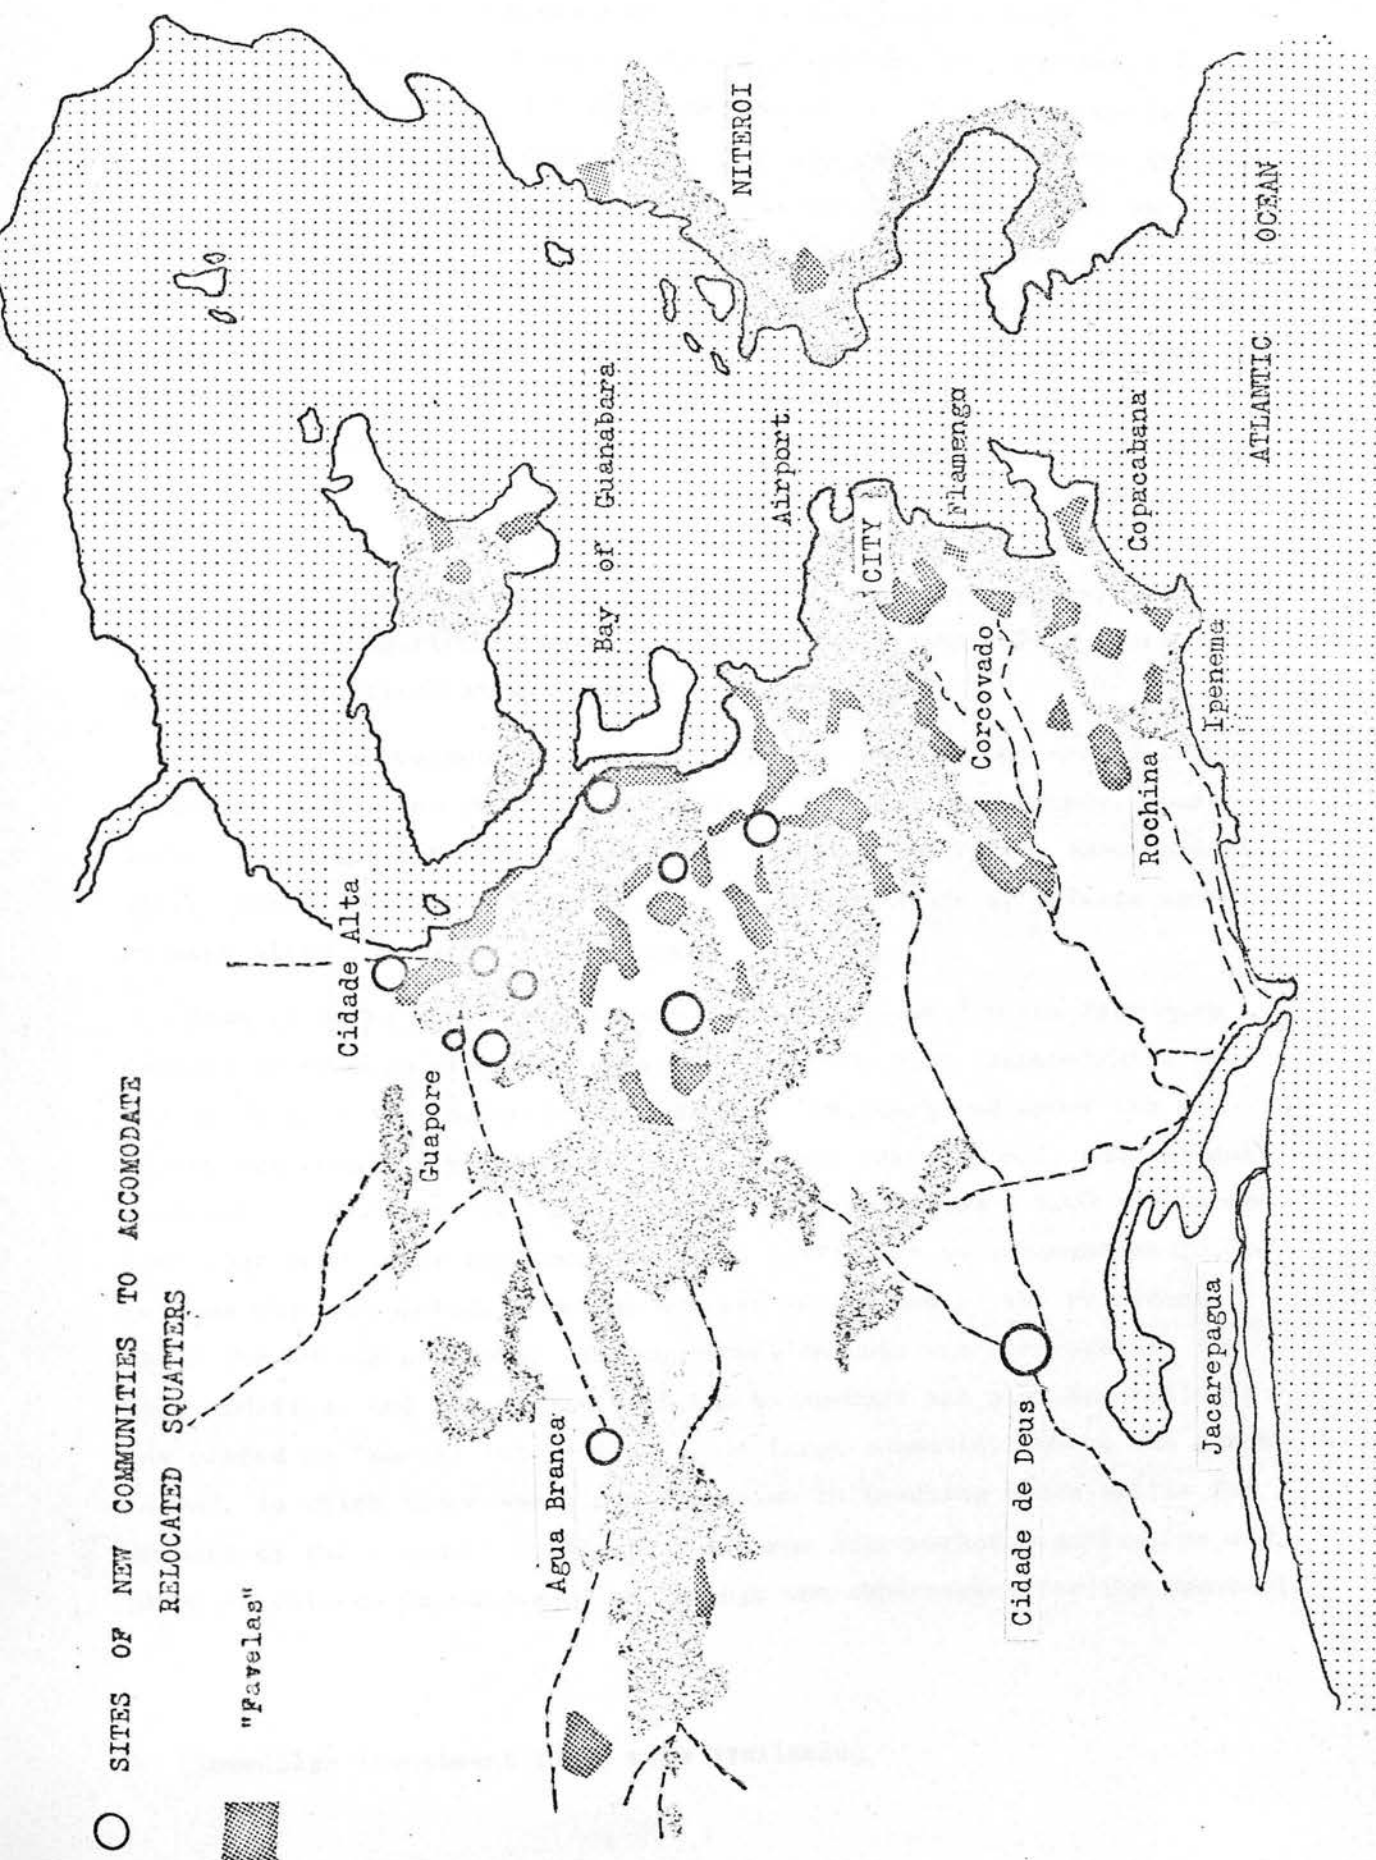 SITES OF NEW COMMUNITIES TO ACCOMODATE
RELOCATED SQUATTERS
"Favelas"
Cidade Alta
Guapore
Agua Branca
Bay of Guanabara
NITEROI
Airport
CITY
Flamengo
Corcovado
Copacabana
Ipeneme
Rochina
Cidade de Deus
Jacarepagua
ATLANTIC OCEAN